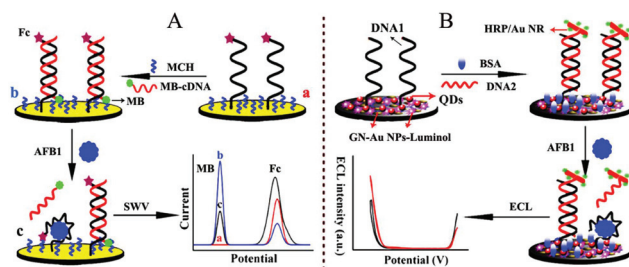 A
Fc
MCH
MB-cDNA
b
MB
a
AFB1
c
SWV
Current
MB
b
c
a
Fc
Potential
B
DNA1
QDs
GN-Au NPs-Luminol
BSA
DNA2
HRP/Au NR
AFB1
ECL
ECL intensity
(a.u.)
Potential (V)